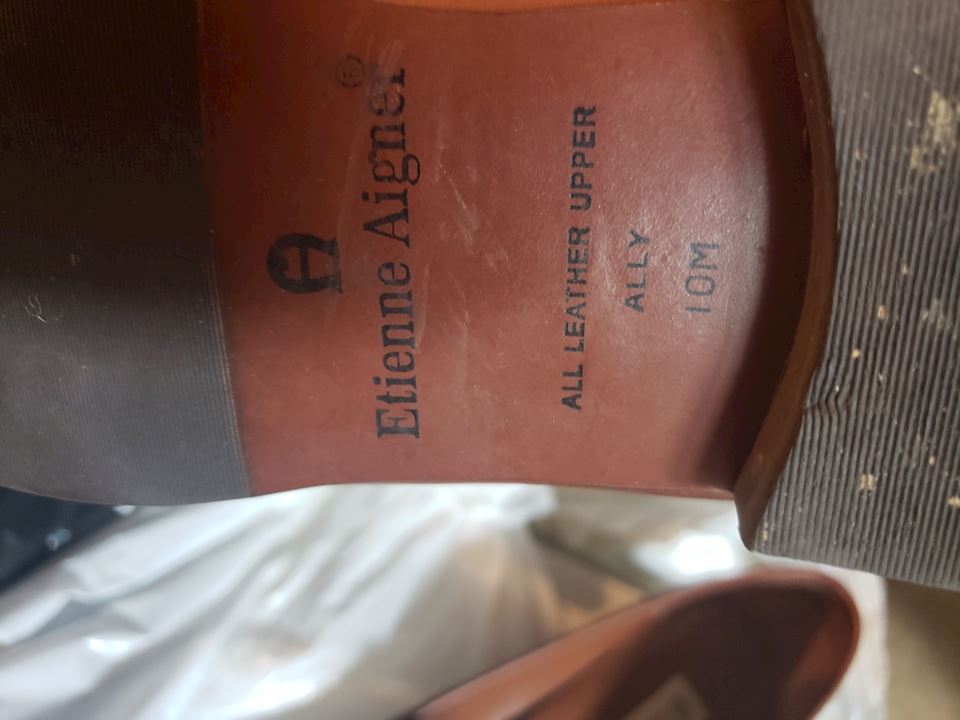 Etienne Aigner®
ALL LEATHER UPPER
ALLY
10M